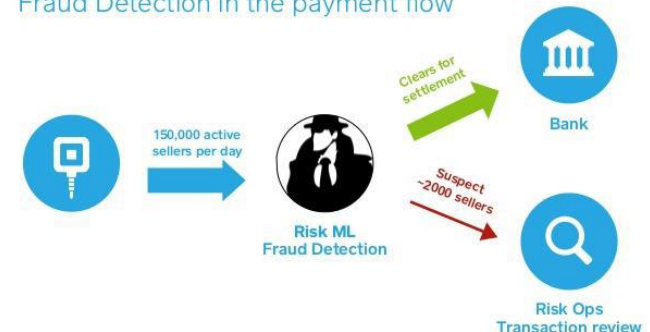 Fraud Detection in the payment flow
150,000 active
sellers per day
Clears for
settlement
Bank
Suspect
~2000 sellers
Risk ML
Fraud Detection
Risk Ops
Transaction review